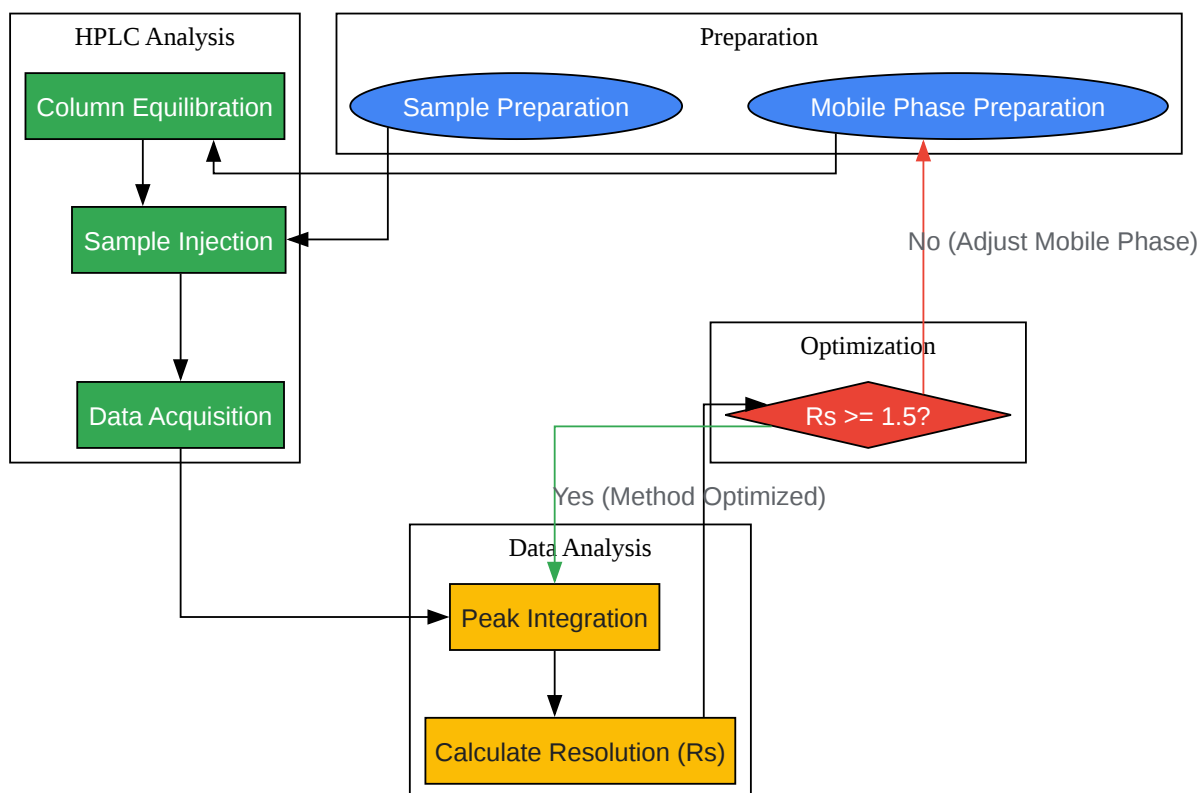 HPLC Analysis
Preparation
Column Equilibration
Sample Preparation
Mobile Phase Preparation
Sample Injection
No (Adjust Mobile Phase)
Optimization
Data Acquisition
Rs >= 1.5?
Yes (Method Optimized)
Data Analysis
Peak Integration
Calculate Resolution (Rs)